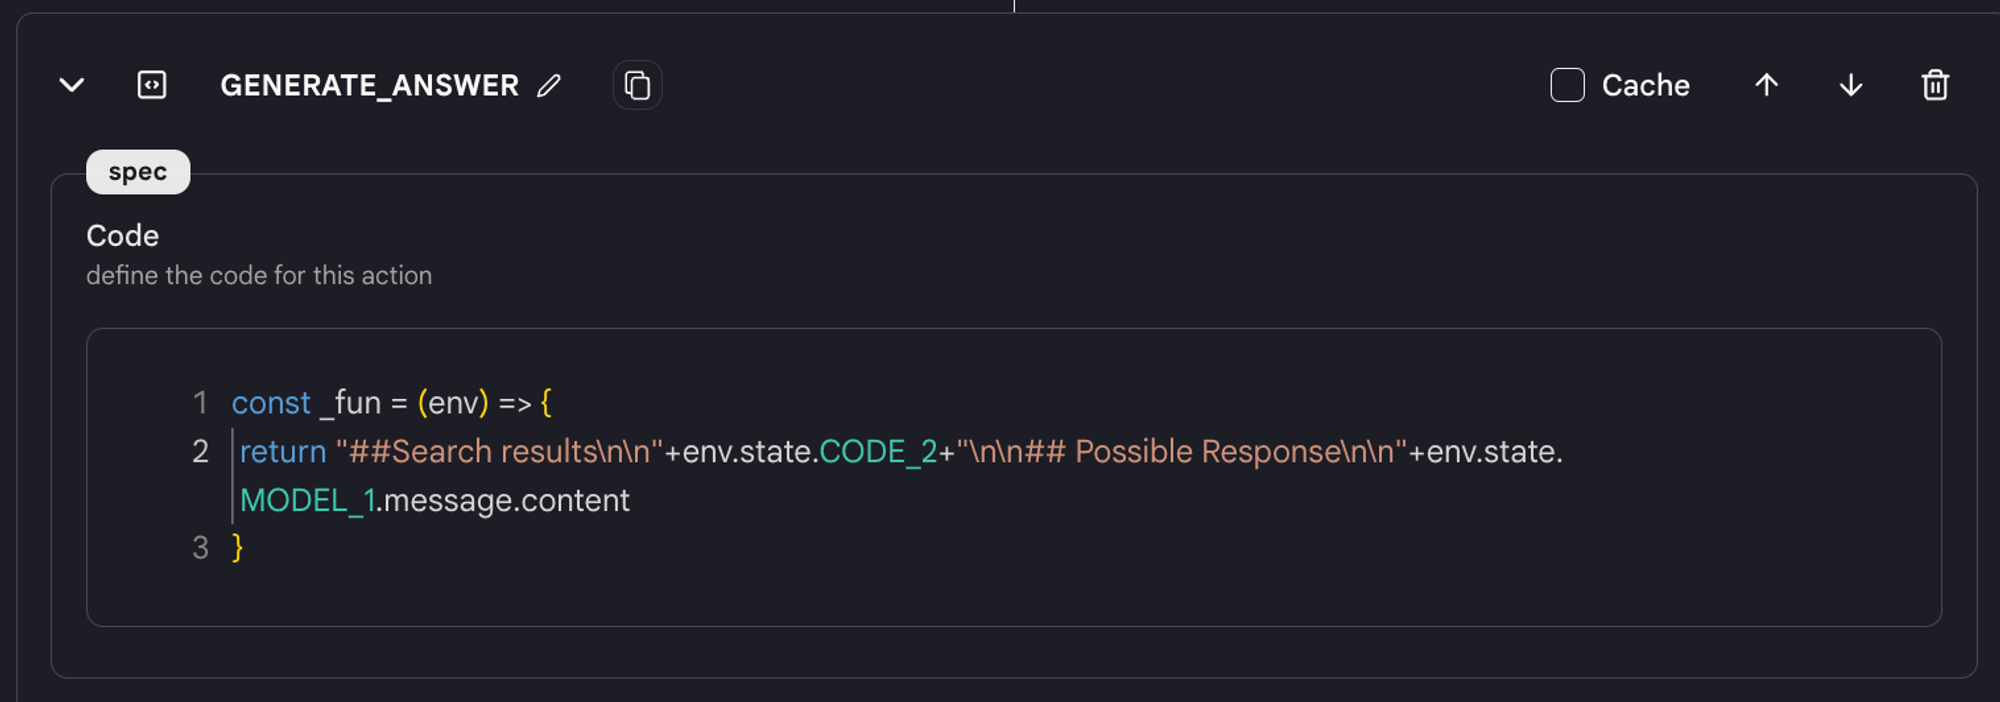 GENERATE_ANSWER
Cache
spec
Code
define the code for this action
1 const _fun = (env) => {
2 return "##Search results\n\n"+env.state.CODE_2+"\n\n## Possible Response\n\n"+env.state.
MODEL_1.message.content
3 }